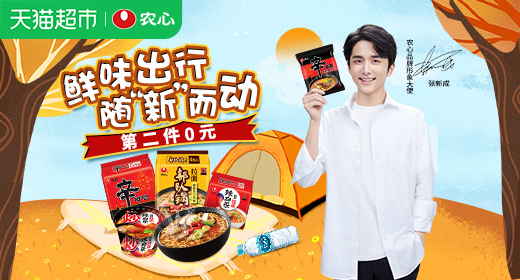 天猫超市
农心
鲜味出行
随“新”而动
第二件0元
农心品牌形象大使
张新成
辛
辛
辛